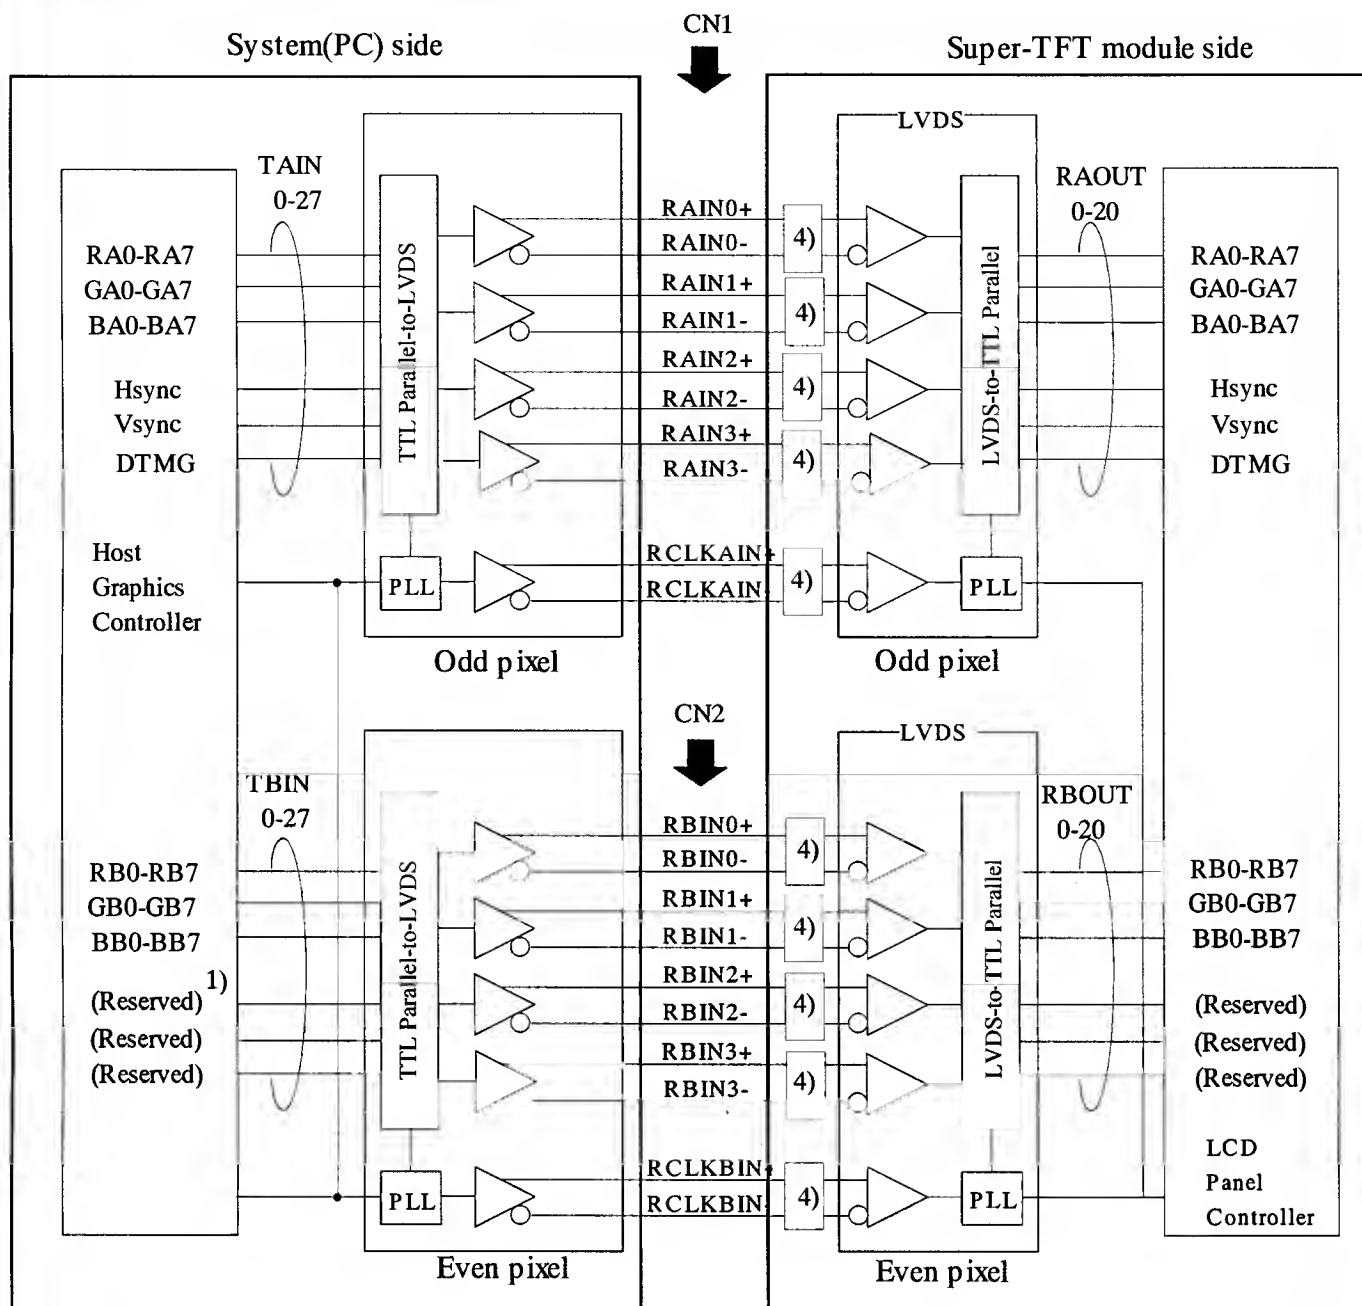 CN1
System(PC) side
Super-TFT module side
LVDS
TAIN
0-27
RA0-RA7
GA0-GA7
BA0-BA7
Hsync
Vsync
DTMG
Host
Graphics
Controller
TTL Parallel-to-LVDS
PLL
Odd pixel
RAIN0+
RAIN0-
RAIN1+
RAIN1-
RAIN2+
RAIN2-
RAIN3+
RAIN3-
RCLKAIN+
RCLKAIN
4)
4)
4)
4)
4)
LVDS-to-TTL Parallel
PLL
Odd pixel
RAOUT
0-20
RA0-RA7
GA0-GA7
BA0-BA7
Hsync
Vsync
DTMG
CN2
LVDS
TBIN
0-27
RB0-RB7
GB0-GB7
BB0-BB7
(Reserved) 1)
(Reserved)
(Reserved)
TTL Parallel-to-LVDS
PLL
Even pixel
RBIN0+
RBIN0-
RBIN1+
RBIN1-
RBIN2+
RBIN2-
RBIN3+
RBIN3-
RCLKBIN+
RCLKBIN
4)
4)
4)
4)
4)
LVDS-to-TTL Parallel
PLL
Even pixel
RBOUT
0-20
RB0-RB7
GB0-GB7
BB0-BB7
(Reserved)
(Reserved)
(Reserved)
LCD
Panel
Controller